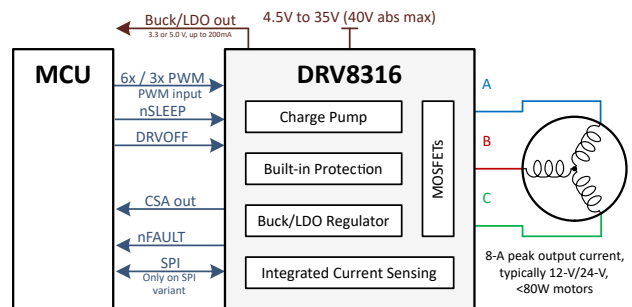 Buck/LDO out
3.3 or 5.0 V, up to 200mA
4.5V to 35V (40V abs max)
MCU
DRV8316
6x / 3x PWM
PWM input
nSLEEP
DRVOFF
CSA out
nFAULT
SPI
Only on SPI
variant
Charge Pump
Built-in Protection
Buck/LDO Regulator
Integrated Current Sensing
MOSFETs
A
B
C
8-A peak output current,
typically 12-V/24-V,
<80W motors